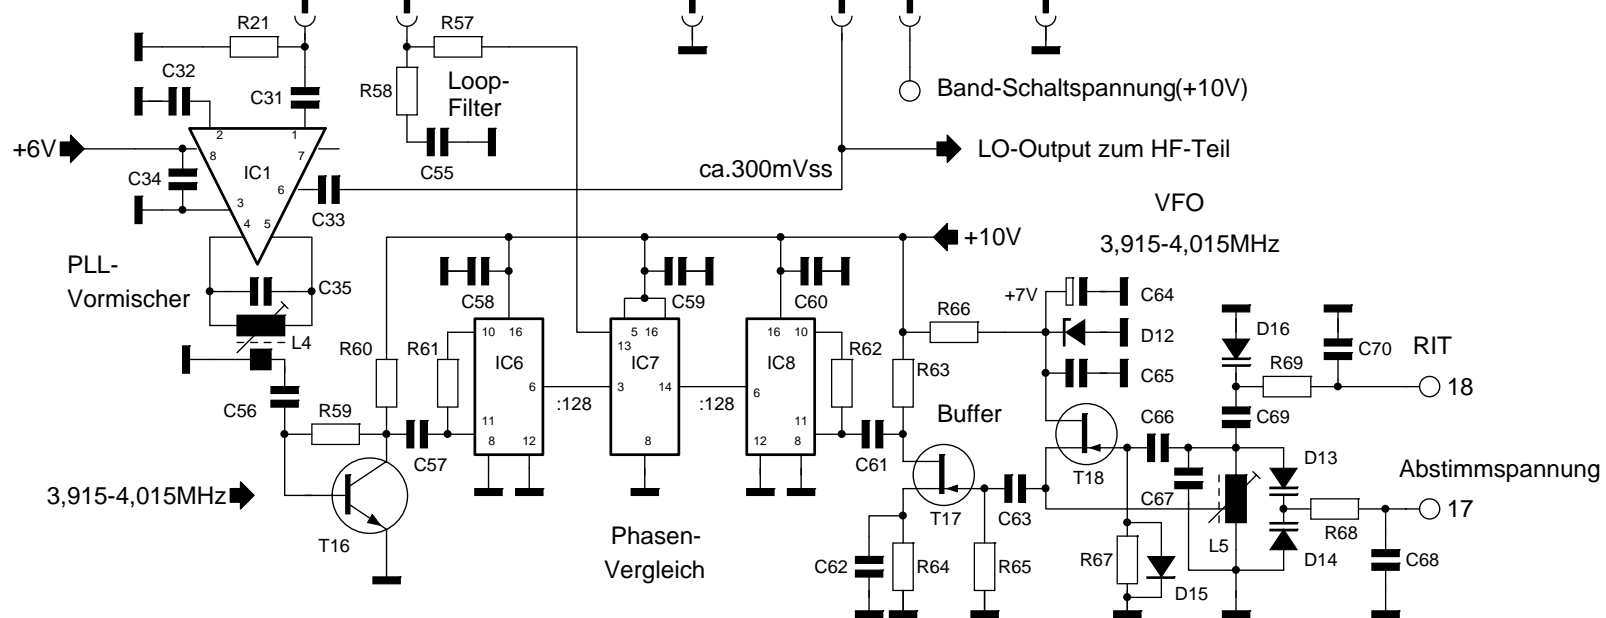 R21
R57
C32
C31
R58
Loop-
Filter
Band-Schaltspannung(+10V)
+6V
2
1
8
7
IC1
C34
6
3
4
5
C33
C55
ca.300mVss
LO-Output zum HF-Teil
VFO
3,915-4,015MHz
+10V
PLL-
Vormischer
C35
L4
C58
C59
C60
+7V
C64
R66
D12
C65
D16
C70
RIT
R69
18
C69
R60
R61
10 16
IC6
6
11
8
12
:128
5 16
13
IC7
3
14
8
:128
16 10
IC8
6
11
12
8
R62
R63
C56
R59
C57
C61
Buffer
C66
T18
C67
D13
Abstimmspannung
17
R68
L5
D14
C68
3,915-4,015MHz
T16
Phasen-
Vergleich
T17
C63
C62
R64
R65
R67
D15